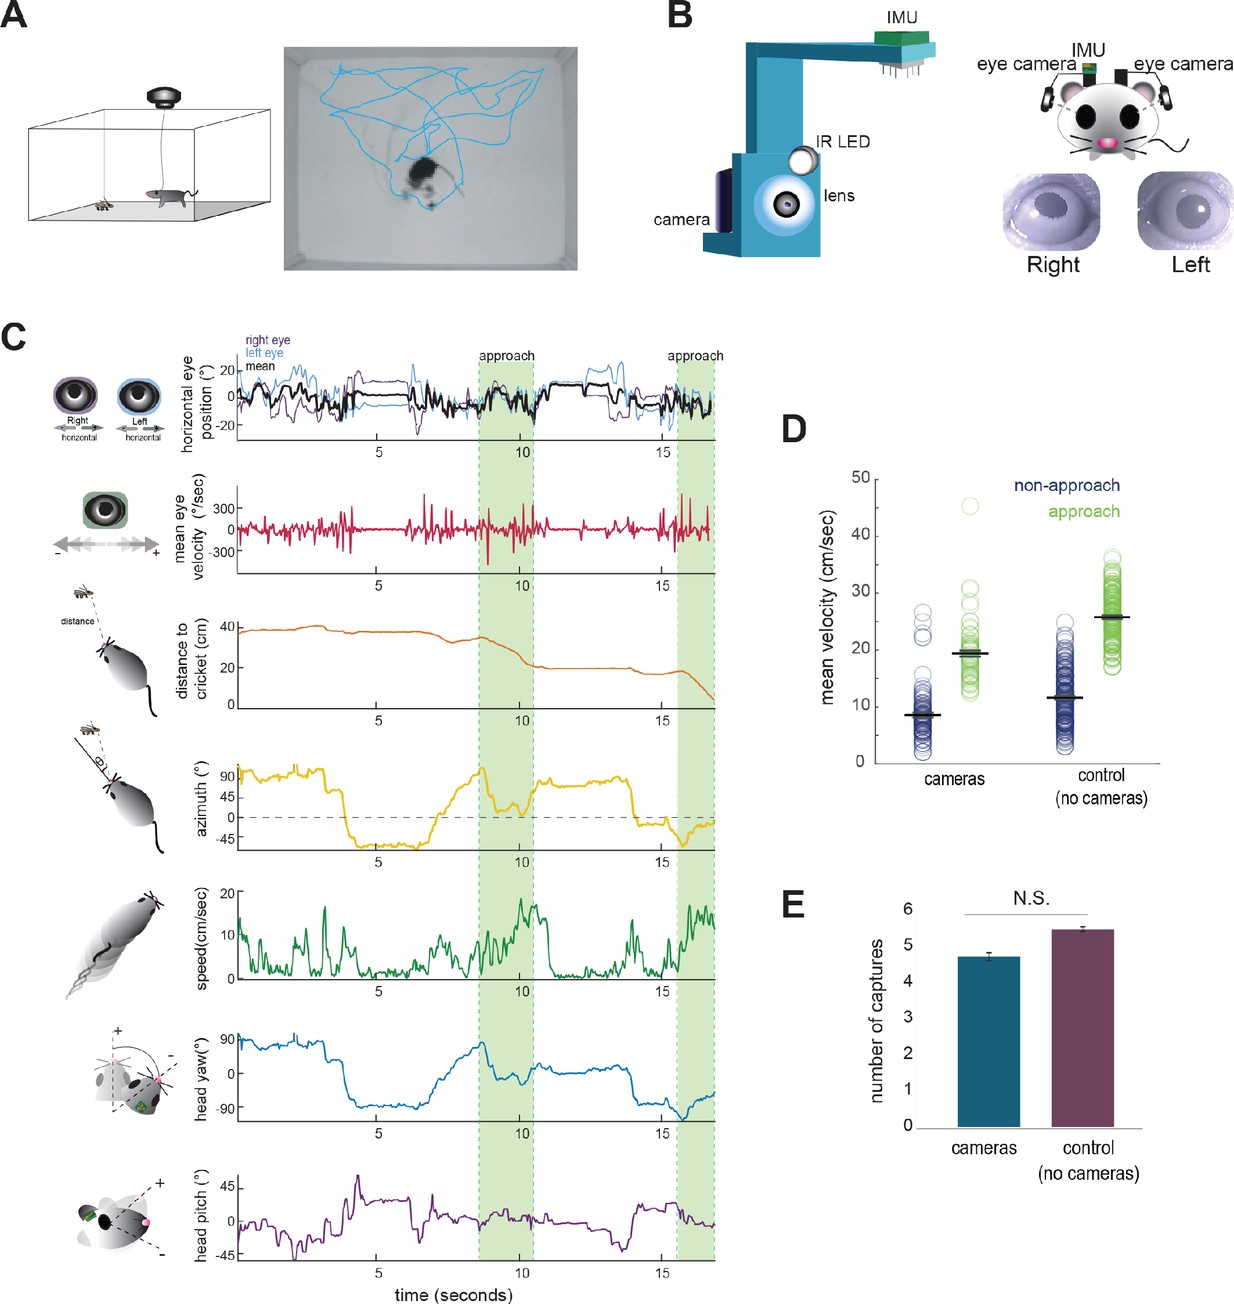 A
B
IMU
IR LED
lens
camera
IMU
eye camera
eye camera
Right
Left
C
right eye
left eye
mean
approach
approach
Right
horizontal
Left
horizontal
horizontal eye
position (°)
20
0
-20
5
10
15
mean eye
velocity (°/sec)
300
0
-300
5
10
15
-
+
distance
distance to
cricket (cm)
40
20
0
5
10
15
azimuth (°)
90
45
0
-45
5
10
15
speed(cm/sec)
20
10
0
5
10
15
+
-
head yaw(°)
90
0
-90
5
10
15
+
-
head pitch (°)
45
0
-45
5
10
15
time (seconds)
D
mean velocity (cm/sec)
50
40
30
20
10
0
non-approach
approach
cameras
control
(no cameras)
E
N.S.
number of captures
6
5
4
3
2
1
0
cameras
control
(no cameras)